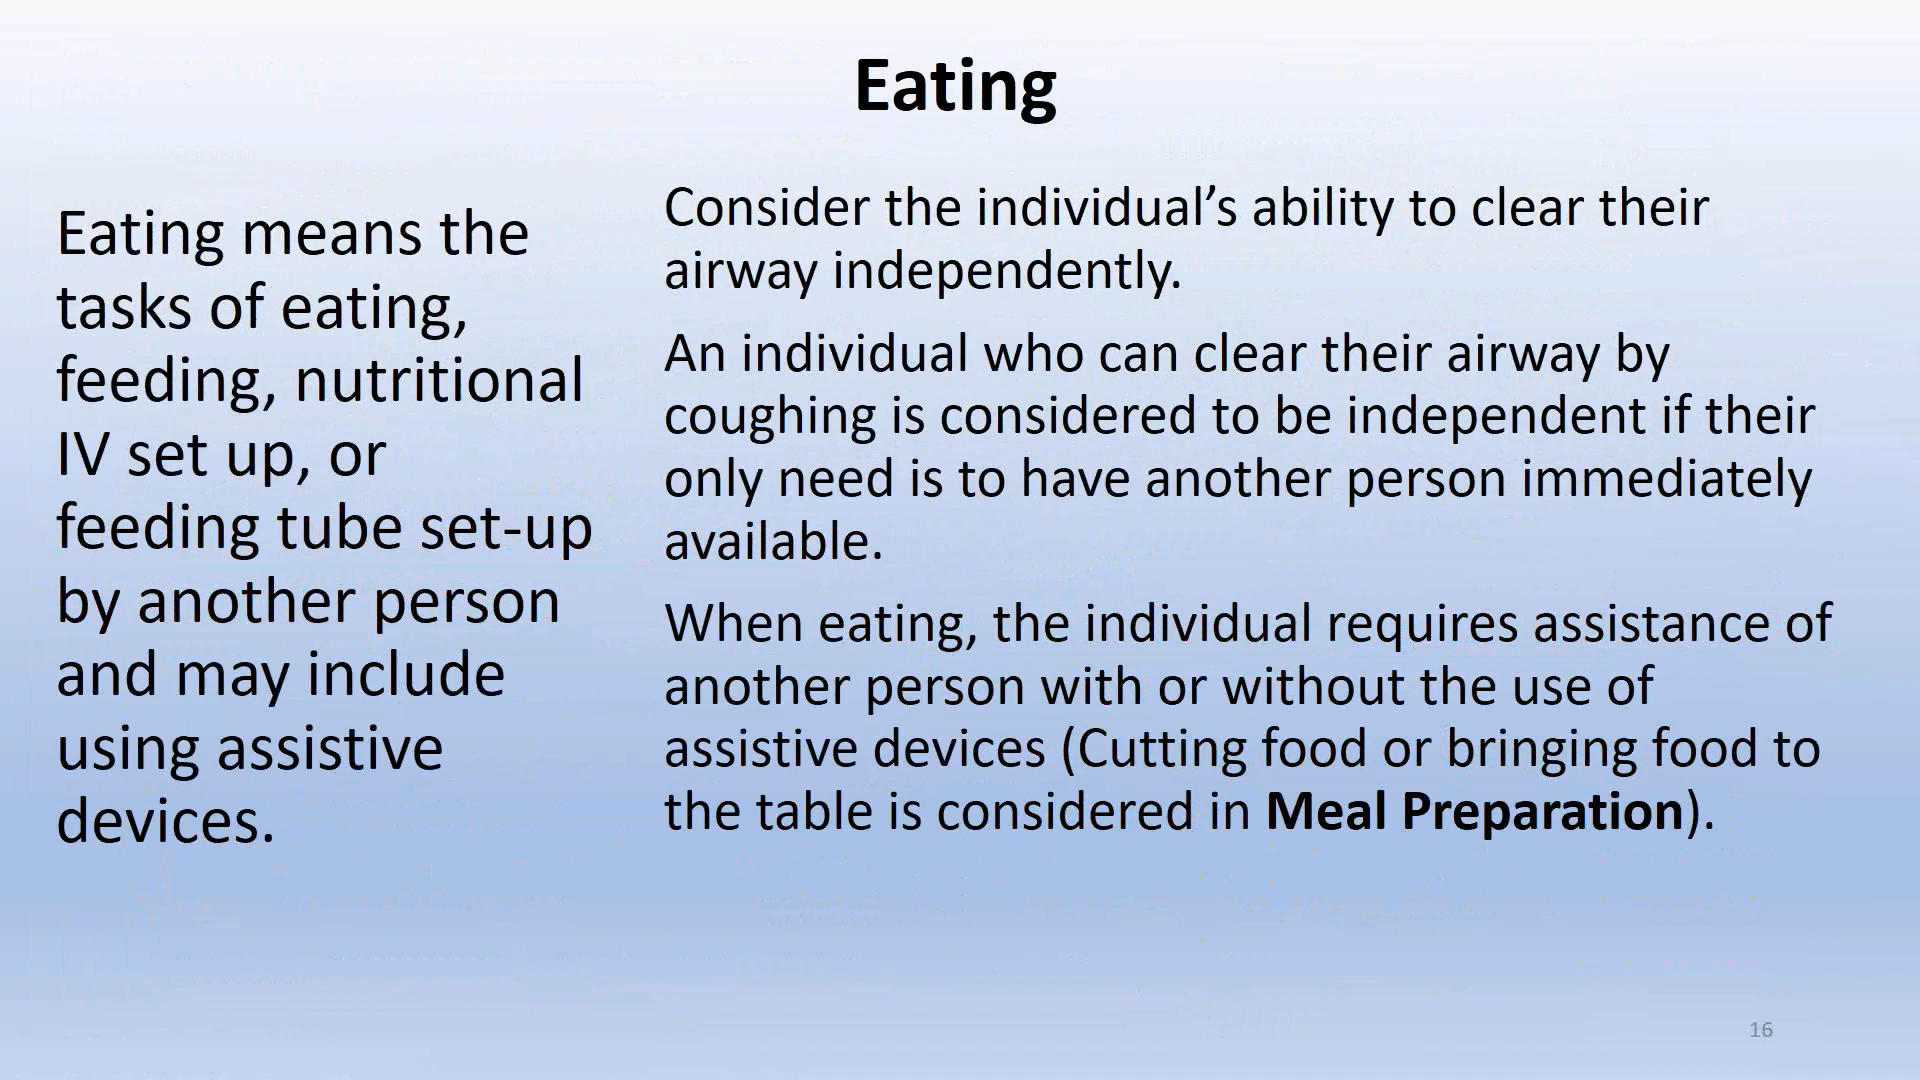 Eating
Eating means the
tasks of eating,
feeding, nutritional
IV set up, or
feeding tube set-up
by another person
and may include
using assistive
devices.
Consider the individual’s ability to clear their
airway independently.
An individual who can clear their airway by
coughing is considered to be independent if their
only need is to have another person immediately
available.
When eating, the individual requires assistance of
another person with or without the use of
assistive devices (Cutting food or bringing food to
the table is considered in Meal Preparation).
16